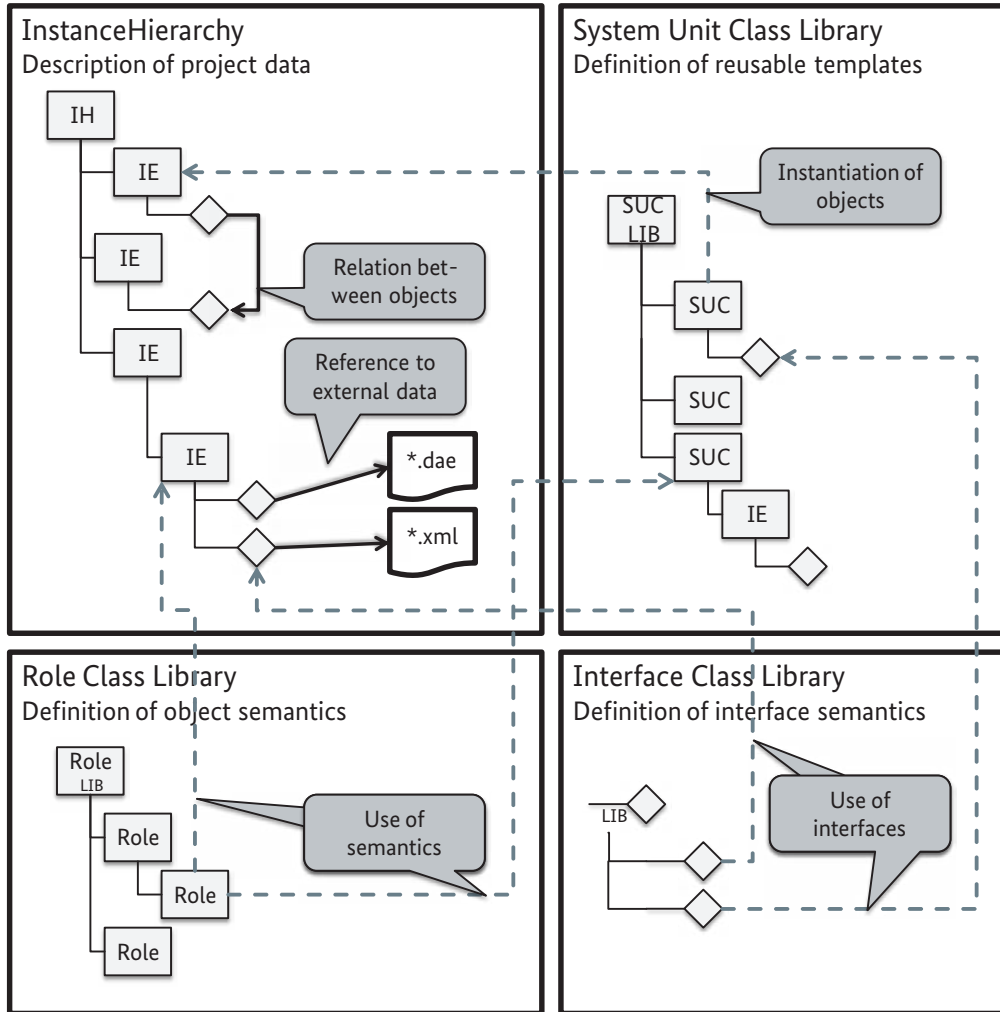 InstanceHierarchy
Description of project data
IH
IE
IE
Relation bet-
ween objects
IE
Reference to
external data
IE
*.dae
*.xml
System Unit Class Library
Definition of reusable templates
Instantiation of
objects
SUC
LIB
SUC
SUC
SUC
IE
Role Class Library
Definition of object semantics
Role
LIB
Role
Role
Role
Use of
semantics
Interface Class Library
Definition of interface semantics
LIB
Use of
interfaces